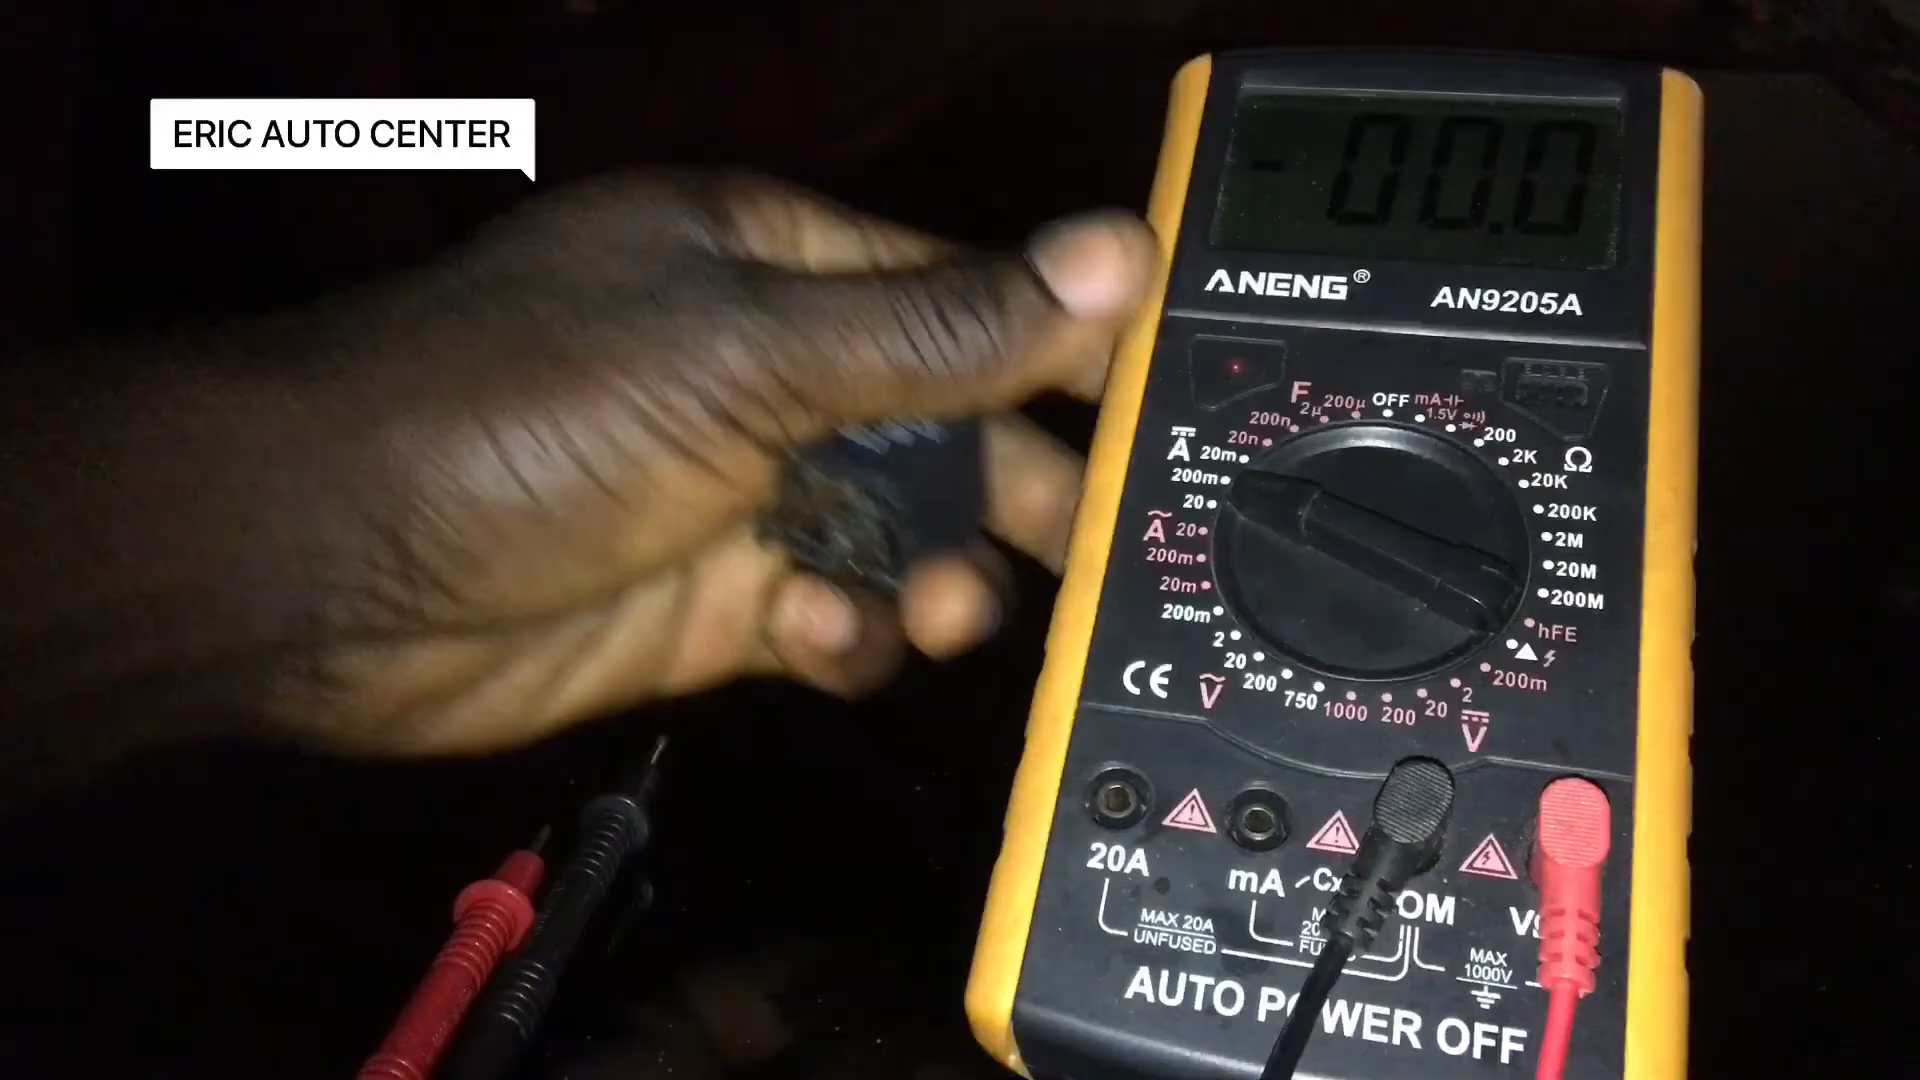 ERIC AUTO CENTER
- 00.0
ANENG®
AN9205A
F
200n
2µ
200µ
OFF
mA
1.5V
200
2K
Ω
20K
200K
2M
20M
200M
hFE
20n
A 20m
200m
20
A 20
200m
20m
200m
2
20
200
750
V
1000
200
20
2
200m
V
CE
20A
mA
Cx
OM
MAX 20A
UNFUSED
MAX
1000V
AUTO P WER OFF